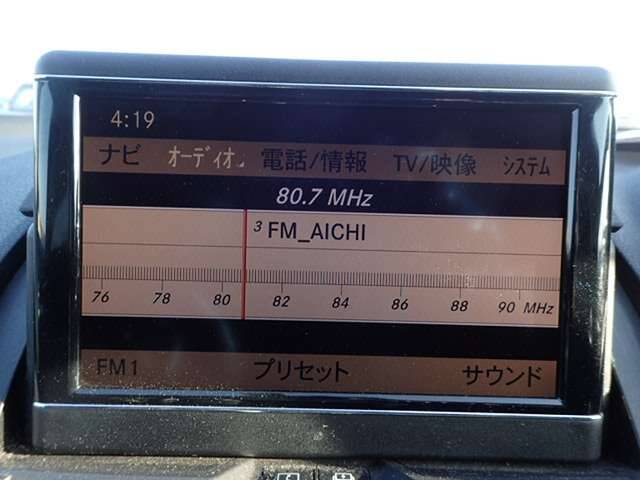 4:19
ナビ オーディオ 電話/情報 TV/映像 システム
80.7 MHz
3 FM_AICHI
76 78 80 82 84 86 88 90 MHz
FM1 プリセット サウンド